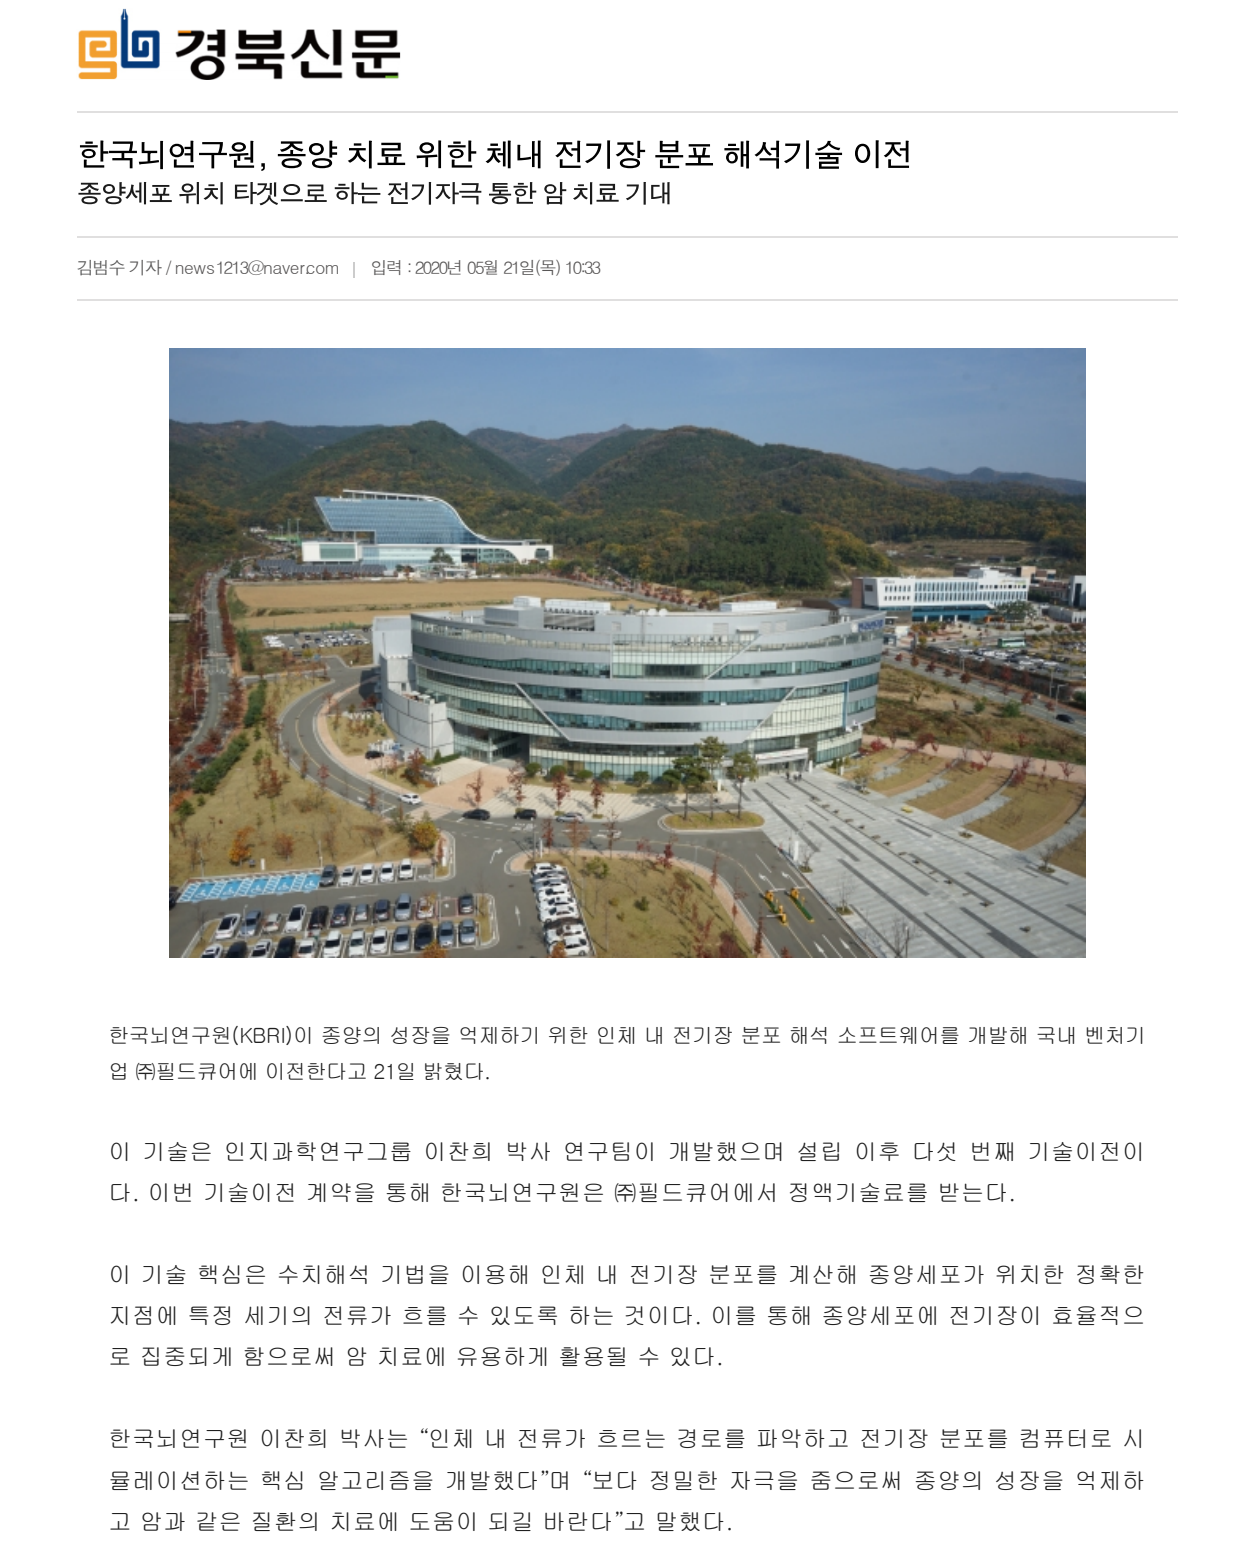 경북신문
한국뇌연구원, 종양 치료 위한 체내 전기장 분포 해석기술 이전
종양세포 위치 타겟으로 하는 전기자극 통한 암 치료 기대
김범수 기자 / news1213@naver.com | 입력 : 2020년 05월 21일(목) 10:33
한국뇌연구원(KBRI)이 종양의 성장을 억제하기 위한 인체 내 전기장 분포 해석 소프트웨어를 개발해 국내 벤처기
업 ㈜필드큐어에 이전한다고 21일 밝혔다.
이 기술은 인지과학연구그룹 이찬희 박사 연구팀이 개발했으며 설립 이후 다섯 번째 기술이전이
다. 이번 기술이전 계약을 통해 한국뇌연구원은 ㈜필드큐어에서 정액기술료를 받는다.
이 기술 핵심은 수치해석 기법을 이용해 인체 내 전기장 분포를 계산해 종양세포가 위치한 정확한
지점에 특정 세기의 전류가 흐를 수 있도록 하는 것이다. 이를 통해 종양세포에 전기장이 효율적으
로 집중되게 함으로써 암 치료에 유용하게 활용될 수 있다.
한국뇌연구원 이찬희 박사는 “인체 내 전류가 흐르는 경로를 파악하고 전기장 분포를 컴퓨터로 시
뮬레이션하는 핵심 알고리즘을 개발했다”며 “보다 정밀한 자극을 줌으로써 종양의 성장을 억제하
고 암과 같은 질환의 치료에 도움이 되길 바란다”고 말했다.